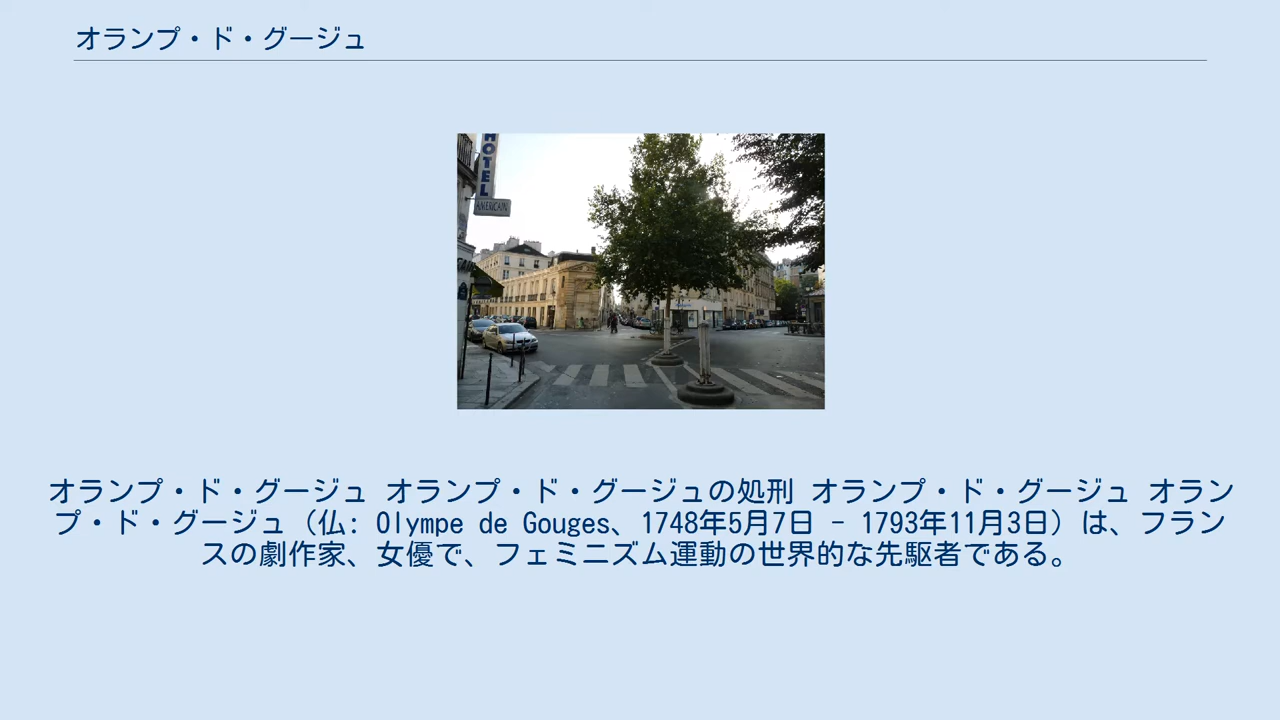 オランプ・ド・グージュ
HOTEL
AMERICAIN
オランプ・ド・グージュ オランプ・ド・グージュの処刑 オランプ・ド・グージュ オラン
プ・ド・グージュ（仏: Olympe de Gouges、1748年5月7日 - 1793年11月3日）は、フラン
スの劇作家、女優で、フェミニズム運動の世界的な先駆者である。